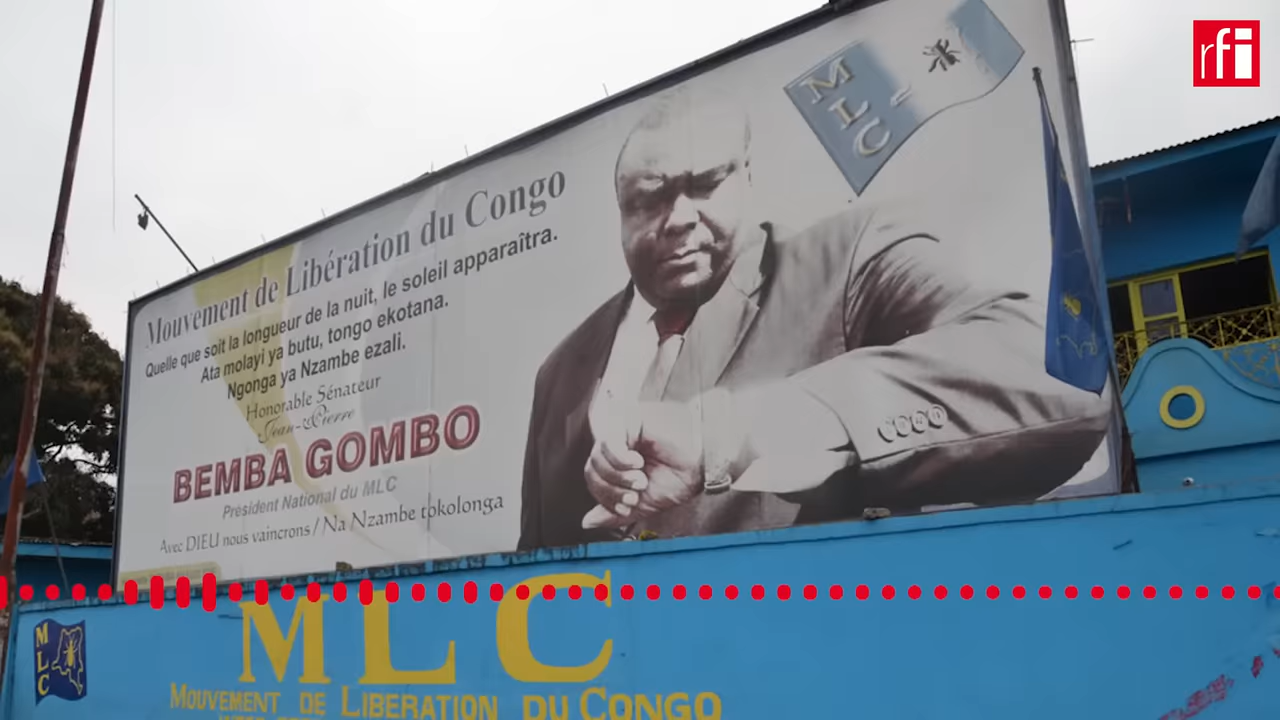 rfi
MLC
Mouvement de Libération du Congo
Quelle que soit la longueur de la nuit, le soleil apparaîtra.
Ata molayi ya butu, tongo ekotana.
Ngonga ya Nzambe ezali.
Honorable Sénateur
Jean-Pierre
BEMBA GOMBO
Président National du MLC
Avec DIEU nous vaincrons / Na Nzambe tokolonga
MLC
MLC
MOUVEMENT DE LIBERATION DU CONGO